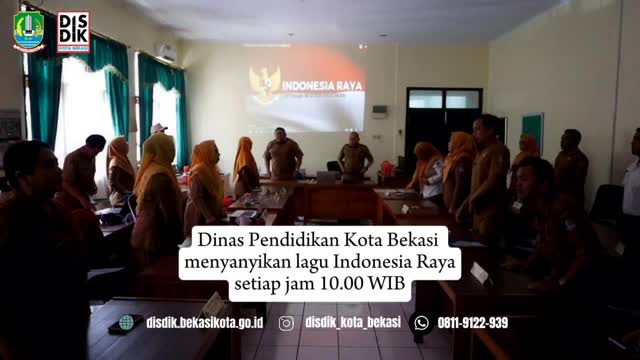 DISDIK
KOTA BEKASI
INDONESIA RAYA
Dinas Pendidikan Kota Bekasi
menyanyikan lagu Indonesia Raya
setiap jam 10.00 WIB
disdik.bekasikota.go.id
disdik_kota_bekasi
0811-9122-939